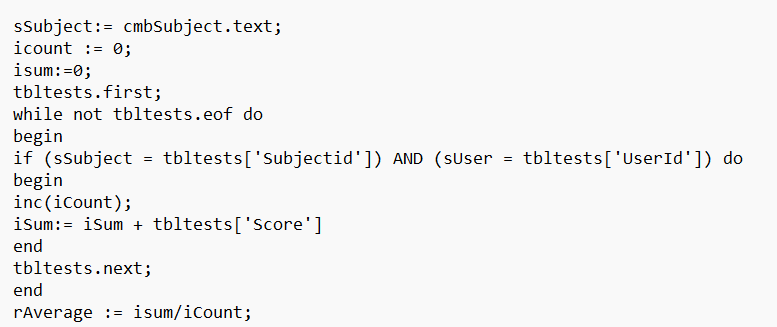 sSubject:= cmbSubject.text;
icount := 0;
isum:=0;
tbltests.first;
while not tbltests.eof do
begin
if (sSubject = tbltests['Subjectid']) AND (sUser = tbltests['UserId']) do
begin
inc(iCount);
iSum:= iSum + tbltests['Score']
end
tbltests.next;
end
rAverage := isum/iCount;